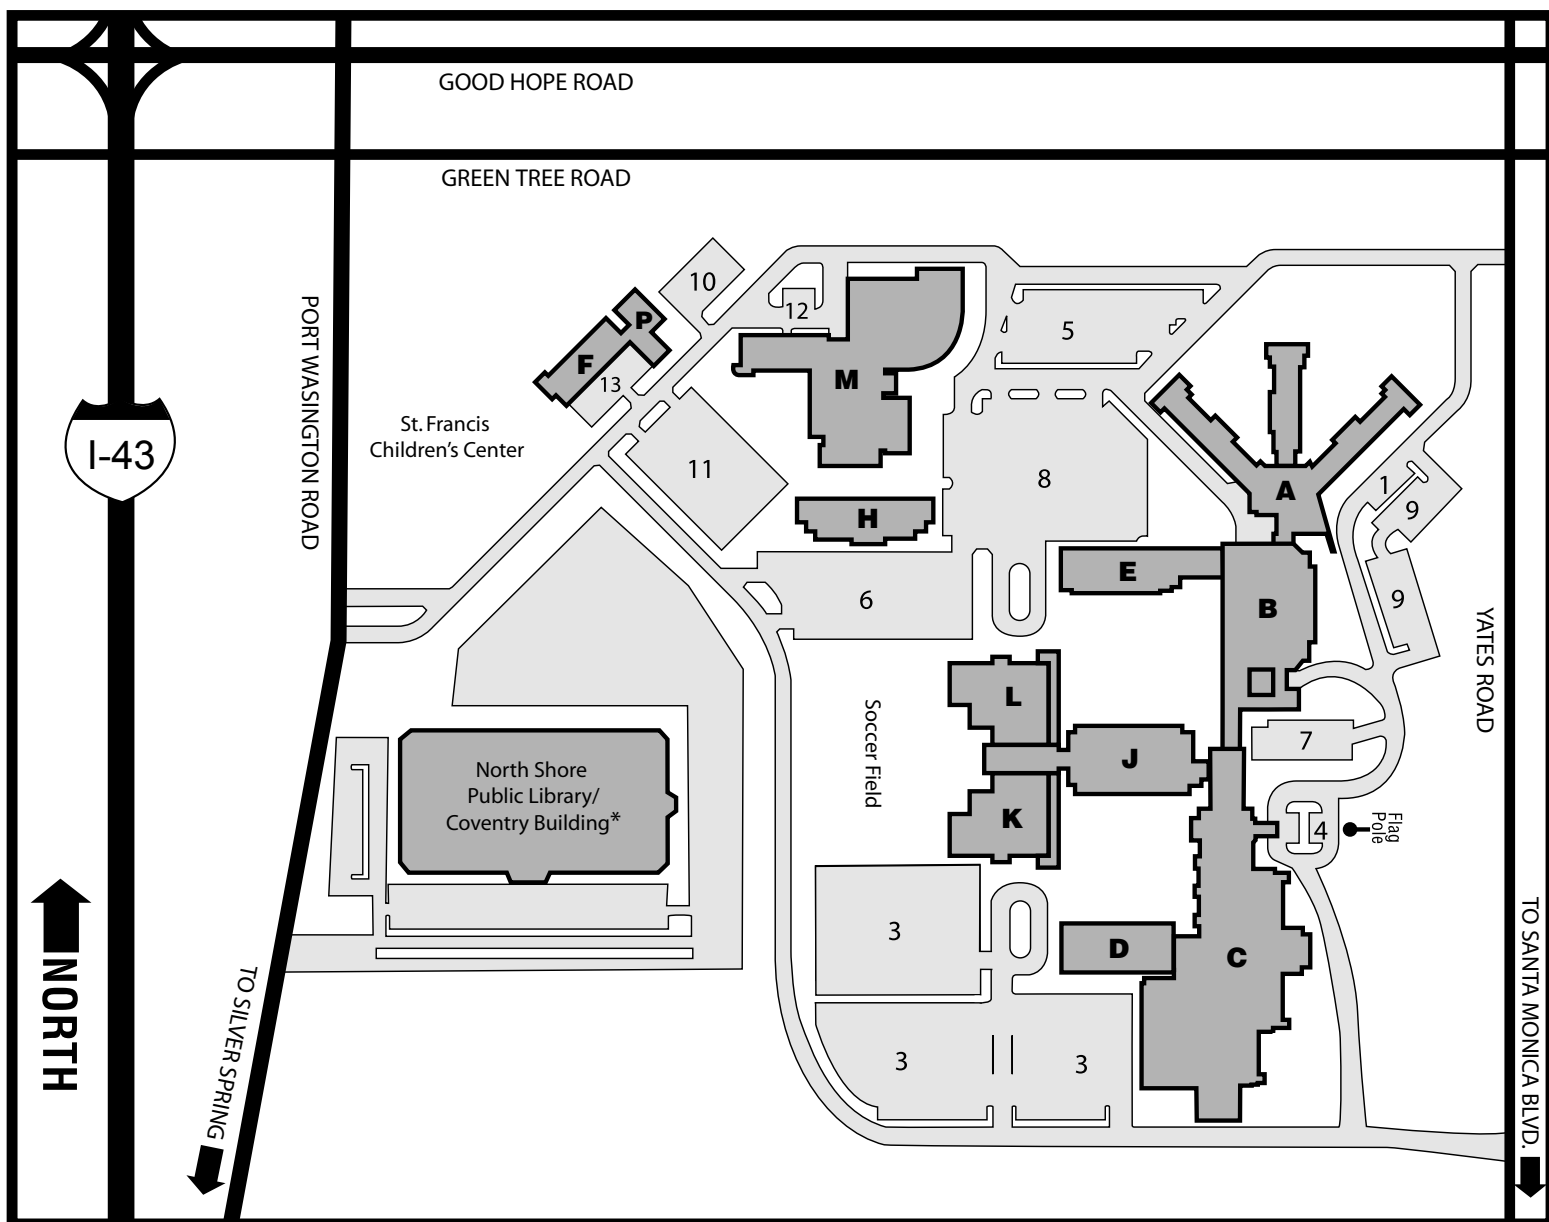 GOOD HOPE ROAD
GREEN TREE ROAD
10
P
12
5
F
13
M
PORT WASINGTON ROAD
St. Francis
Children's Center
I-43
11
8
1
A
9
H
E
6
B
9
YATES ROAD
L
Soccer Field
7
J
North Shore
Public Library/
Coventry Building*
K
4
Flag
Pole
3
D
C
TO SANTA MONICA BLVD.
NORTH
TO SILVER SPRING
3
3